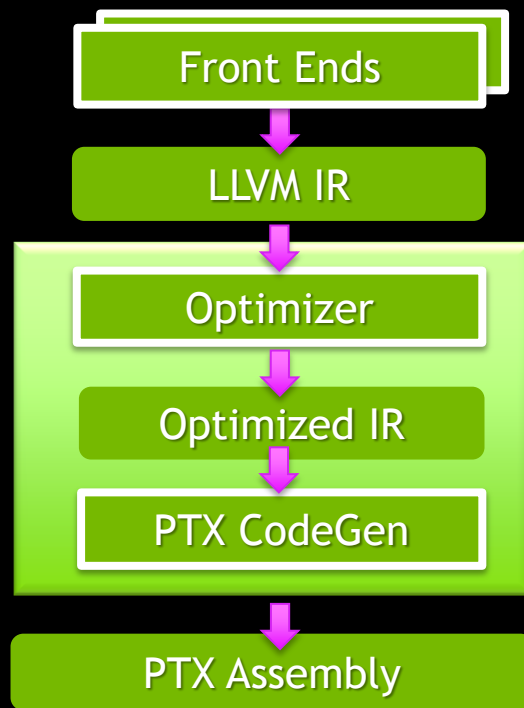 Front Ends
LLVM IR
Optimizer
Optimized IR
PTX CodeGen
PTX Assembly